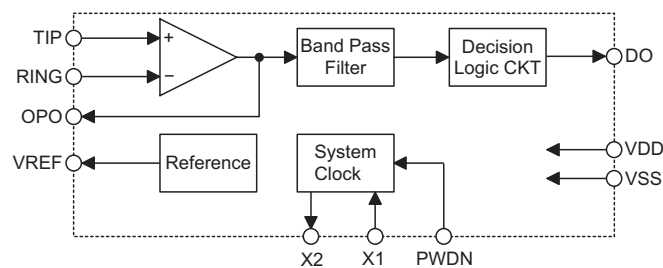 TIP
+
Band Pass
Filter
Decision
Logic CKT
DO
RING
−
OPO
VREF
Reference
System
Clock
VDD
VSS
X2
X1
PWDN